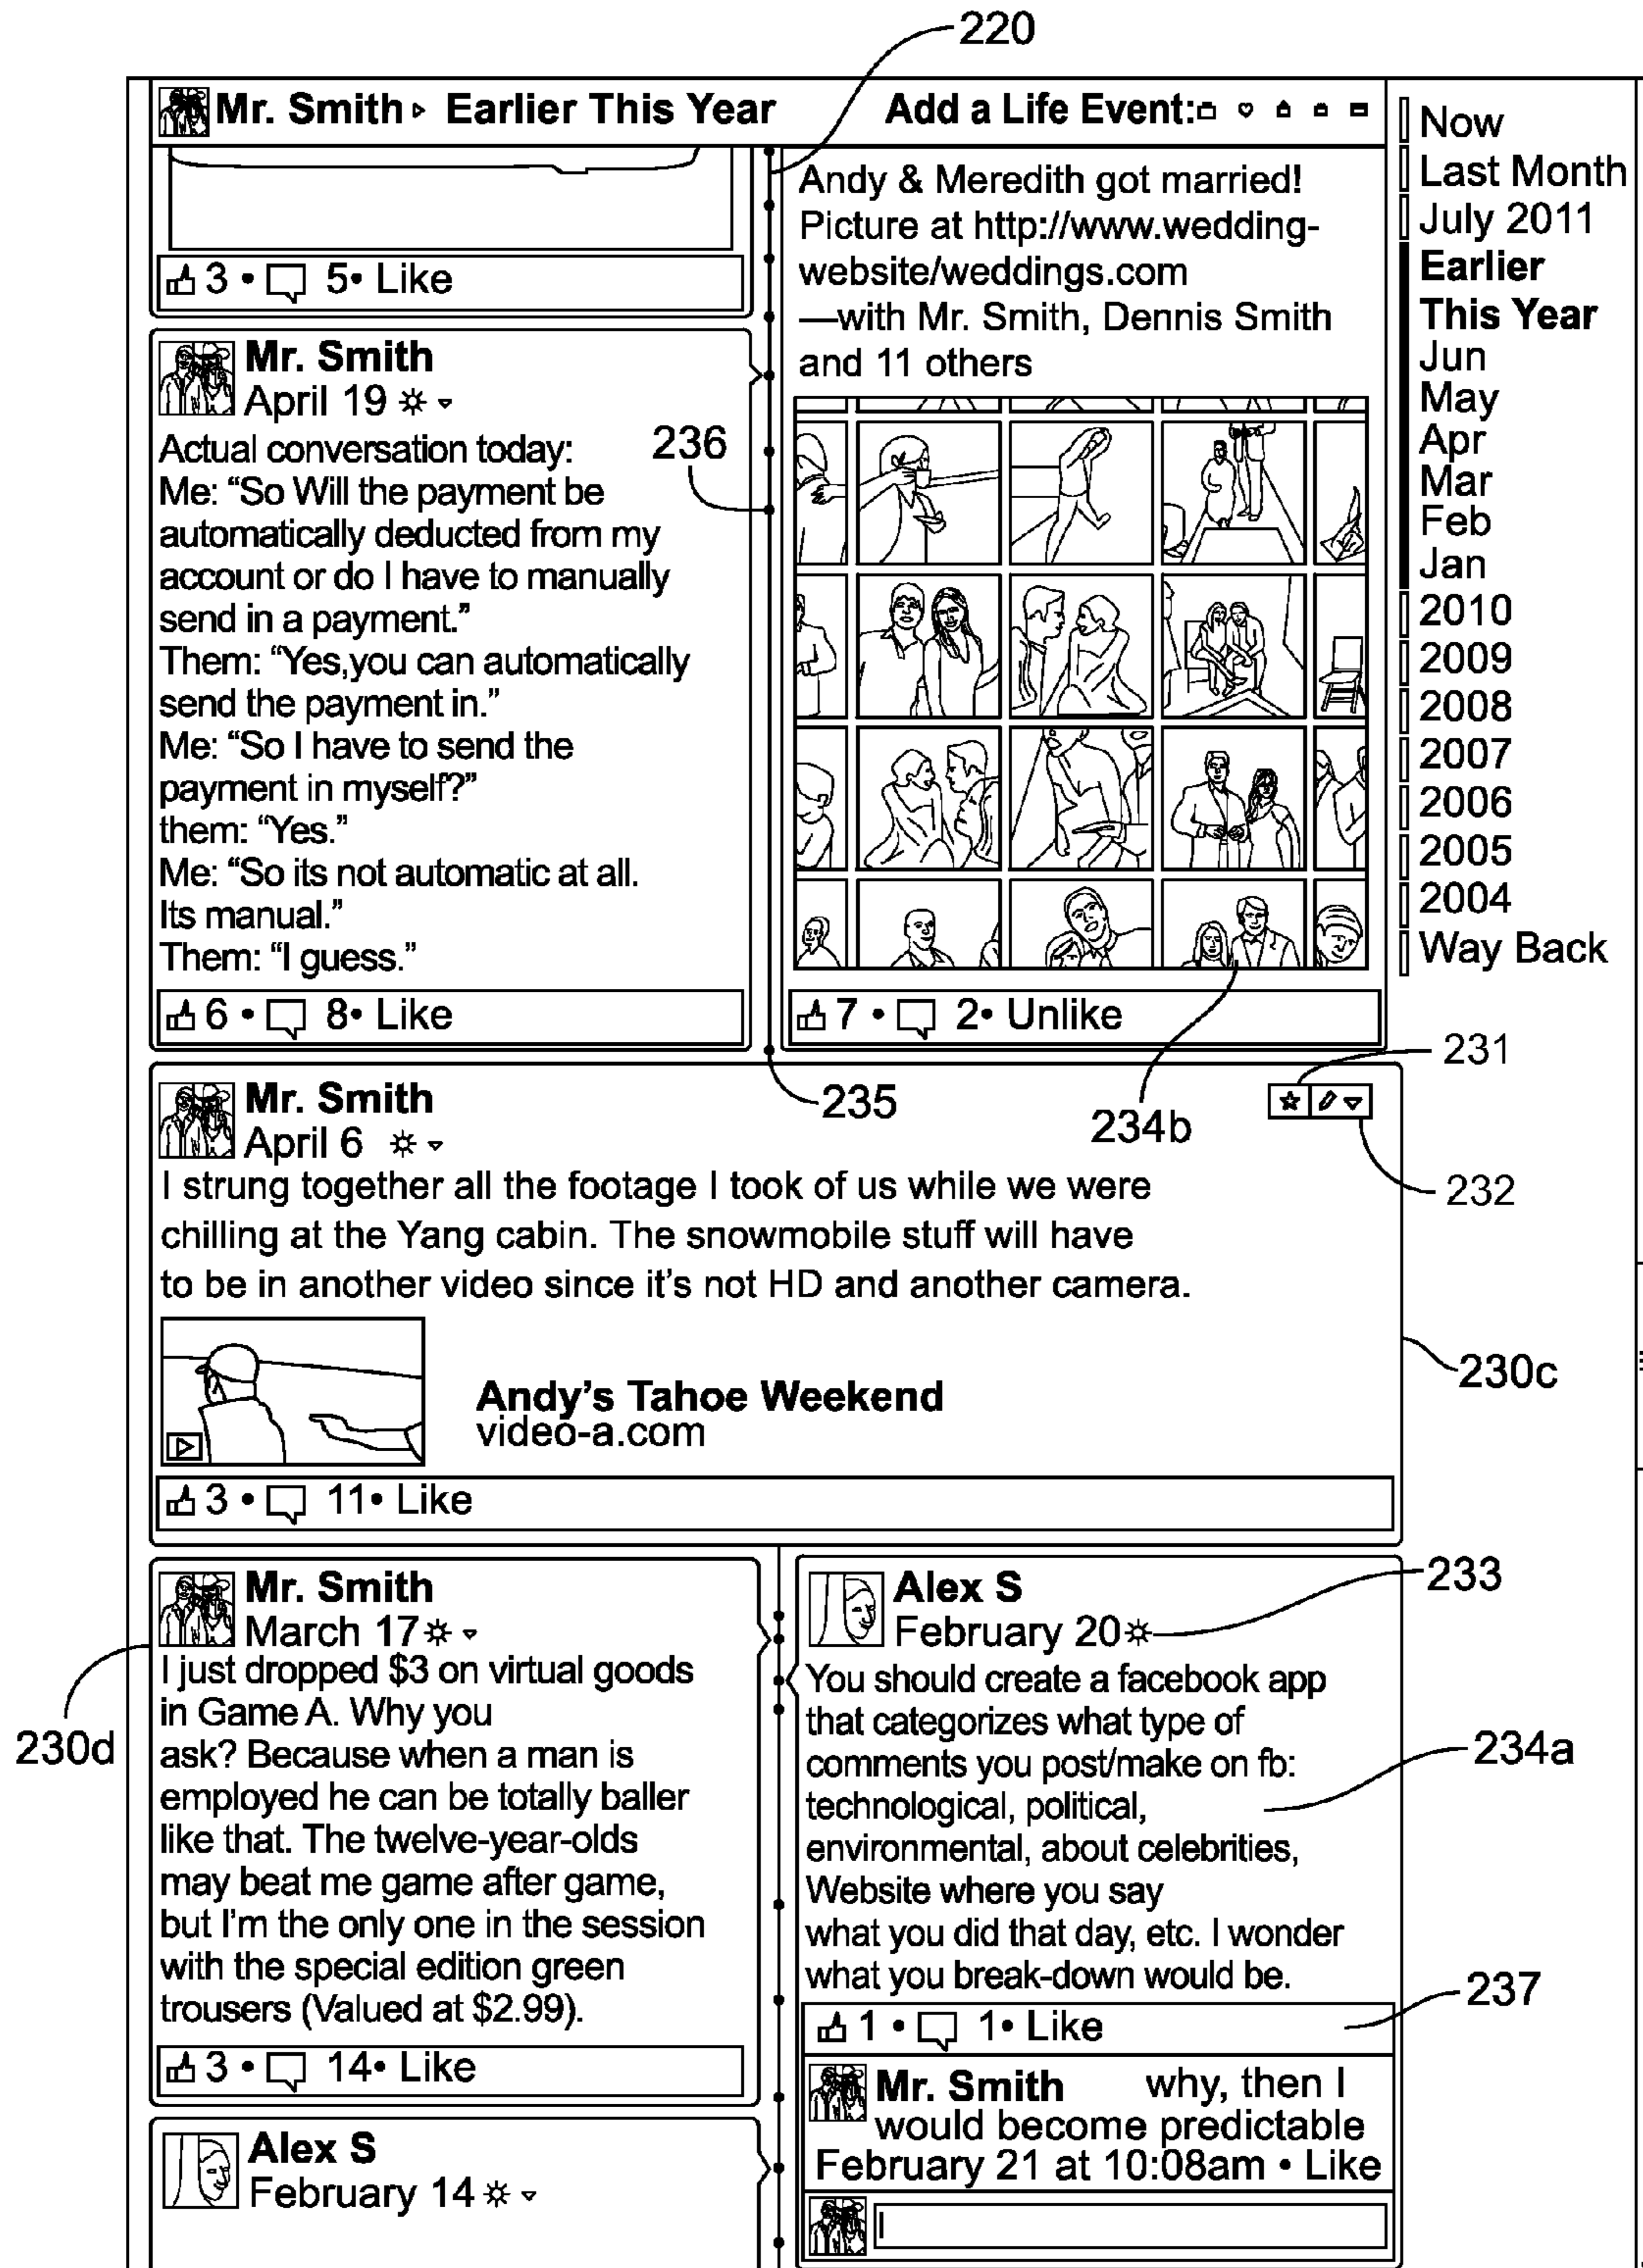 220
Mr. Smith Earlier This Year
Add a Life Event:
3 • 5• Like
Mr. Smith
April 19
236
Actual conversation today:
Me: “So Will the payment be
automatically deducted from my
account or do I have to manually
send in a payment.”
Them: “Yes,you can automatically
send the payment in.”
Me: “So I have to send the
payment in myself?”
them: “Yes.”
Me: “So its not automatic at all.
Its manual.”
Them: “I guess.”
6 • 8• Like
Andy & Meredith got married!
Picture at http://www.wedding-
website/weddings.com
—with Mr. Smith, Dennis Smith
and 11 others
7 • 2• Unlike
Now
Last Month
July 2011
Earlier
This Year
Jun
May
Apr
Mar
Feb
Jan
2010
2009
2008
2007
2006
2005
2004
Way Back
231
235
234b
232
Mr. Smith
April 6
I strung together all the footage I took of us while we were
chilling at the Yang cabin. The snowmobile stuff will have
to be in another video since it’s not HD and another camera.
230c
Andy’s Tahoe Weekend
video-a.com
3 • 11• Like
Mr. Smith
March 17
I just dropped $3 on virtual goods
in Game A. Why you
ask? Because when a man is
employed he can be totally baller
like that. The twelve-year-olds
may beat me game after game,
but I’m the only one in the session
with the special edition green
trousers (Valued at $2.99).
3 • 14• Like
230d
Alex S
February 14
Alex S
February 20
233
You should create a facebook app
that categorizes what type of
comments you post/make on fb:
technological, political,
environmental, about celebrities,
Website where you say
what you did that day, etc. I wonder
what you break-down would be.
234a
1 • 1• Like
237
Mr. Smith why, then I
would become predictable
February 21 at 10:08am • Like